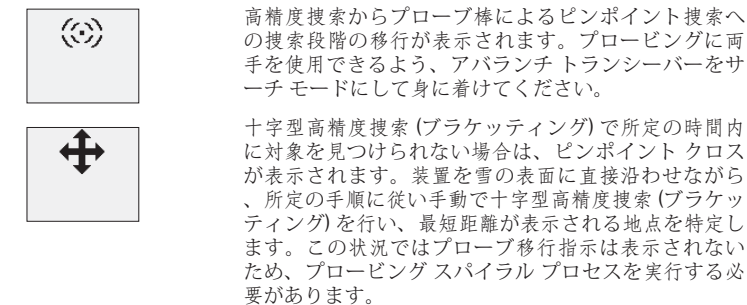 高精度捜索からプローブ棒によるピンポイント捜索へ
の捜索段階の移行が表示されます。プロービングに両
手を使用できるよう、アバランチ トランシーバーをサ
ーチ モードにして身に着けてください。
十字型高精度捜索 (ブラケッティング) で所定の時間内
に対象を見つけられない場合は、ピンポイント クロス
が表示されます。装置を雪の表面に直接沿わせながら
、所定の手順に従い手動で十字型高精度捜索 (ブラケッ
ティング) を行い、最短距離が表示される地点を特定し
ます。この状況ではプローブ移行指示は表示されない
ため、プロービング スパイラル プロセスを実行する必
要があります。